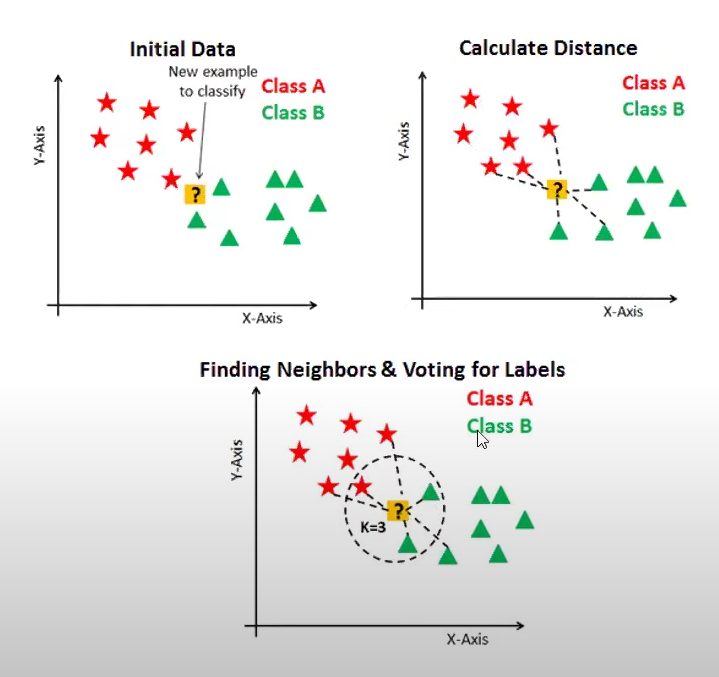 Initial Data
New example
to classify
Class A
Class B
?
Y-Axis
X-Axis
Calculate Distance
Class A
Class B
?
Y-Axis
X-Axis
Finding Neighbors & Voting for Labels
Class A
Class B
?
K=3
Y-Axis
X-Axis